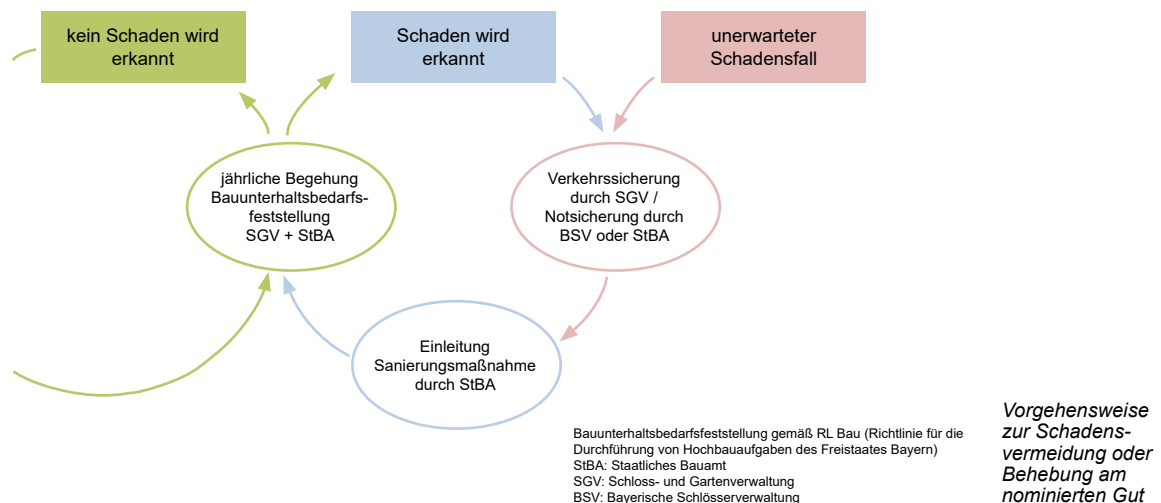 kein Schaden wird
erkannt
Schaden wird
erkannt
unerwarteter
Schadensfall
jährliche Begehung
Bauunterhaltsbedarfs-
feststellung
SGV + StBA
Verkehrssicherung
durch SGV /
Notsicherung durch
BSV oder StBA
Einleitung
Sanierungsmaßnahme
durch StBA
Bauunterhaltsbedarfsfeststellung gemäß RL Bau (Richtlinie für die
Durchführung von Hochbauaufgaben des Freistaates Bayern)
StBA: Staatliches Bauamt
SGV: Schloss- und Gartenverwaltung
BSV: Bayerische Schlösserverwaltung
Vorgehensweise
zur Schadens-
vermeidung oder
Behebung am
nominierten Gut